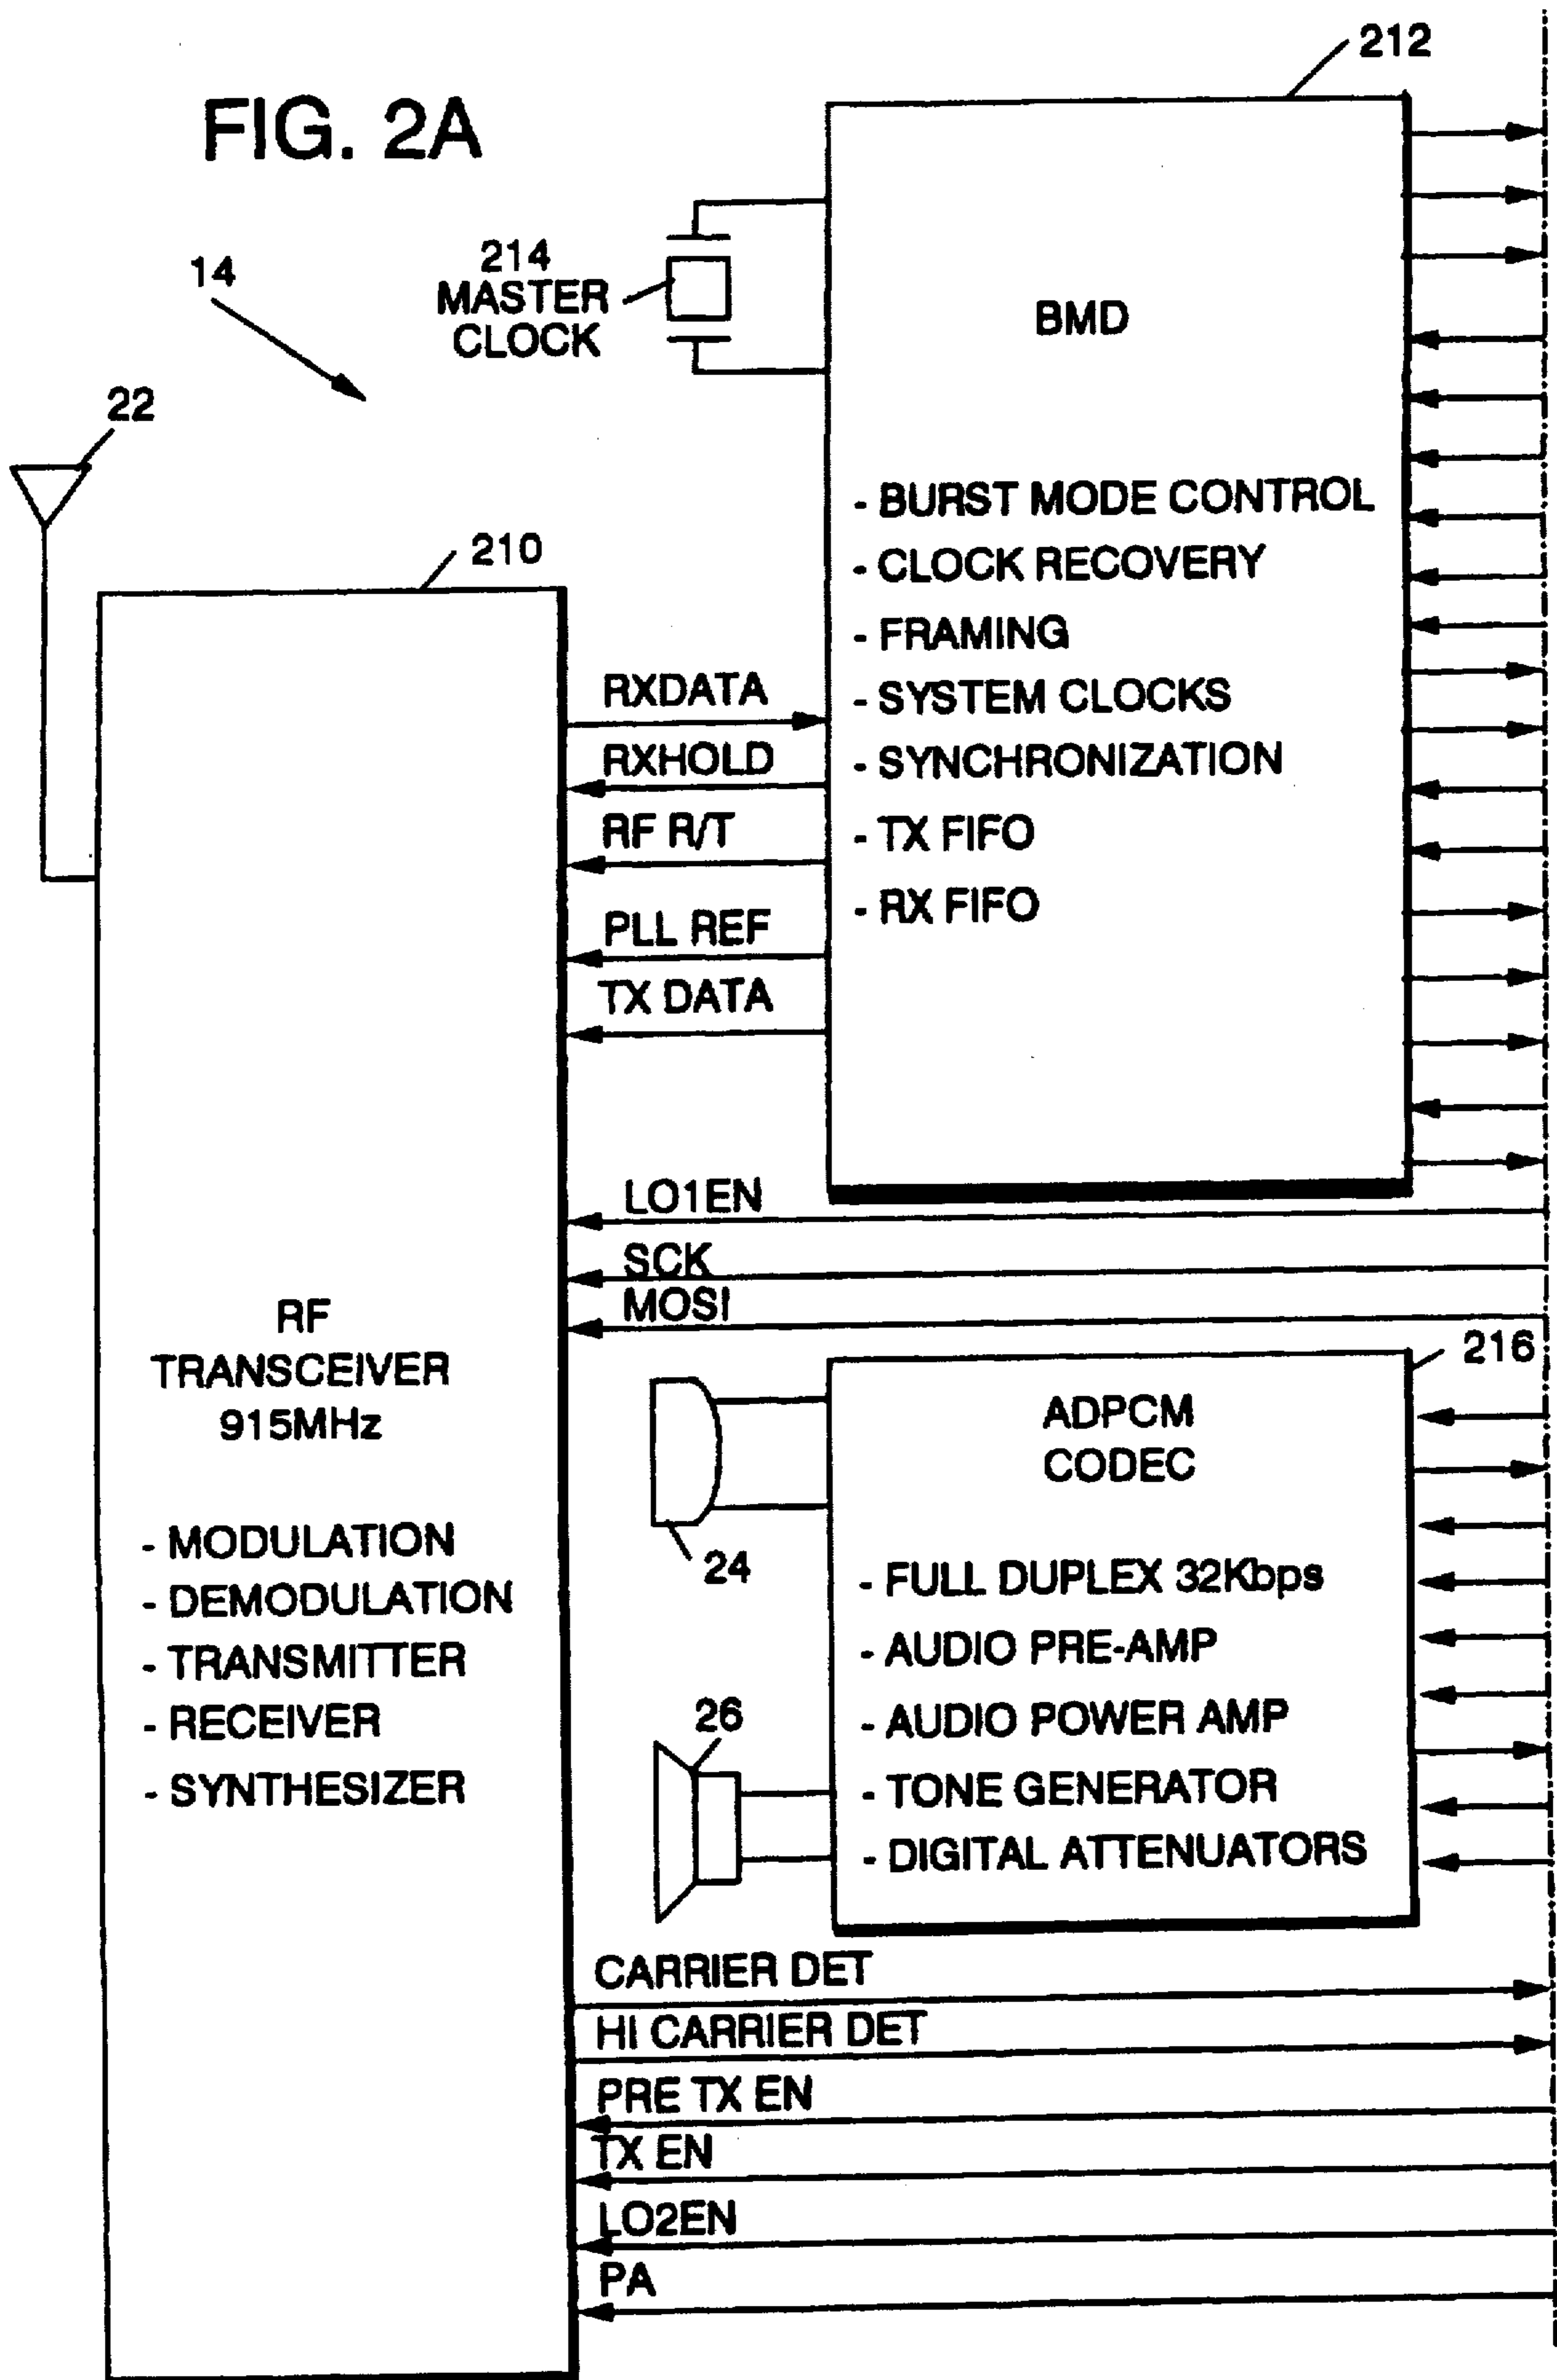 FIG. 2A
212
14
214
MASTER
CLOCK
22
BMD
- BURST MODE CONTROL
- CLOCK RECOVERY
- FRAMING
- SYSTEM CLOCKS
- SYNCHRONIZATION
- TX FIFO
- RX FIFO
210
RXDATA
RXHOLD
RF R/T
PLL REF
TX DATA
LO1EN
SCK
MOSI
RF
TRANSCEIVER
915MHz
- MODULATION
- DEMODULATION
- TRANSMITTER
- RECEIVER
- SYNTHESIZER
216
ADPCM
CODEC
- FULL DUPLEX 32Kbps
- AUDIO PRE-AMP
- AUDIO POWER AMP
- TONE GENERATOR
- DIGITAL ATTENUATORS
24
26
CARRIER DET
HI CARRIER DET
PRE TX EN
TX EN
LO2EN
PA